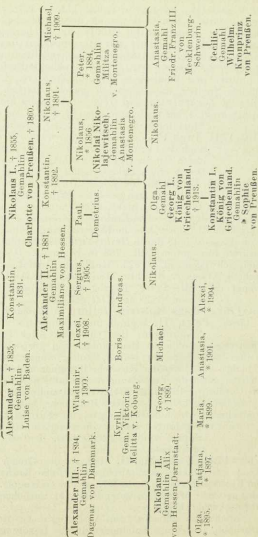 Alexander I., † 1825,
Gemahlin
Luise von Baden.
Konstantin,
† 1831.
Nikolaus I., † 1855,
Gemahlin
Charlotte von Preußen, † 1860.
Alexander II., † 1881,
Gemahlin
Maximiliane von Hessen.
Konstantin,
† 1892.
Nikolaus,
† 1891.
Michael,
† 1909.
Alexander III., † 1894,
Gemahlin
Dagmar von Dänemark.
Wladimir,
† 1909.
Alexei,
† 1908.
Sergius,
† 1905.
Paul.
Demetrius.
Kyrill,
Gem. Viktoria
Melitta v. Koburg.
Boris.
Andreas.
Nikolaus,
* 1856
(Nikolai Niko-
lajewitsch),
Gemahlin
Anastasia
v. Montenegro.
Peter,
* 1884,
Gemahlin
Militza
v. Montenegro.
Nikolaus II.,
Gemahlin Alix
von Hessen-Darmstadt.
Georg,
† 1899.
Michael.
Nikolaus.
Olga,
Gemahl
Georg I.,
König von
Griechenland,
† 1913.
Nikolaus.
Anastasia,
Gemahl
Friedr. Franz III.
von
Mecklenburg-
Schwerin.
Olga,
* 1895.
Tatjana,
* 1897.
Maria,
* 1899.
Anastasia,
* 1901.
Alexei,
* 1904.
Konstantin I.,
König von
Griechenland,
Gemahlin
Sophie
von Preußen.
Cecilie,
Gemahl
Wilhelm,
Kronprinz
von Preußen.